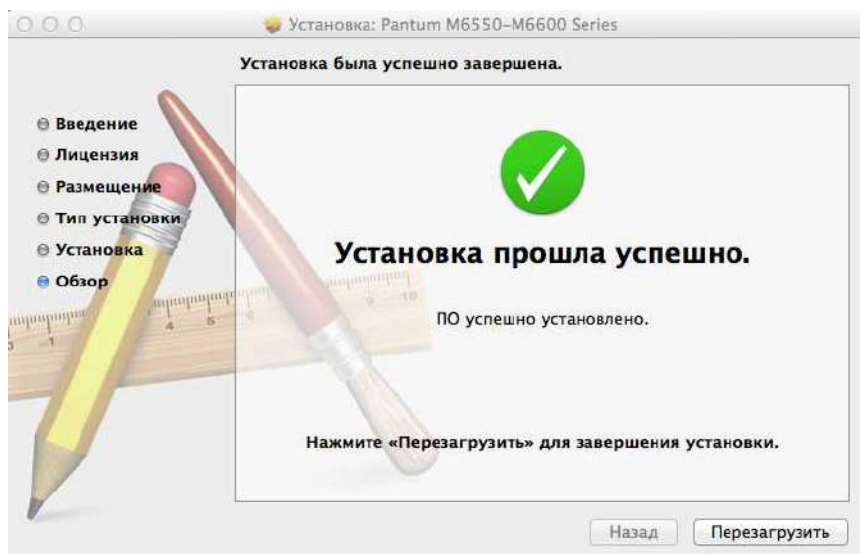 Установка: Pantum M6550-M6600 Series
Установка была успешно завершена.
Введение
Лицензия
Размещение
Тип установки
Установка
Обзор
Установка прошла успешно.
ПО успешно установлено.
Нажмите «Перезагрузить» для завершения установки.
Назад
Перезагрузить